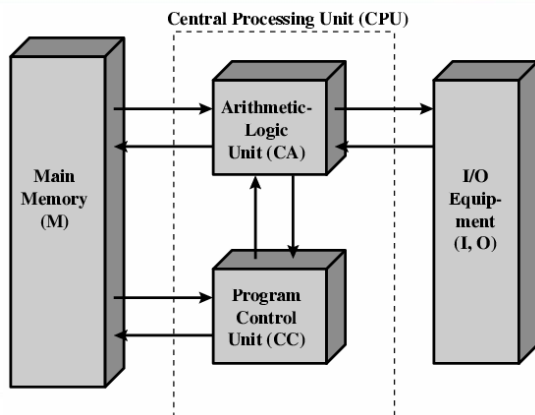 Central Processing Unit (CPU)
Main
Memory
(M)
Arithmetic-
Logic
Unit (CA)
Program
Control
Unit (CC)
I/O
Equip-
ment
(I, O)